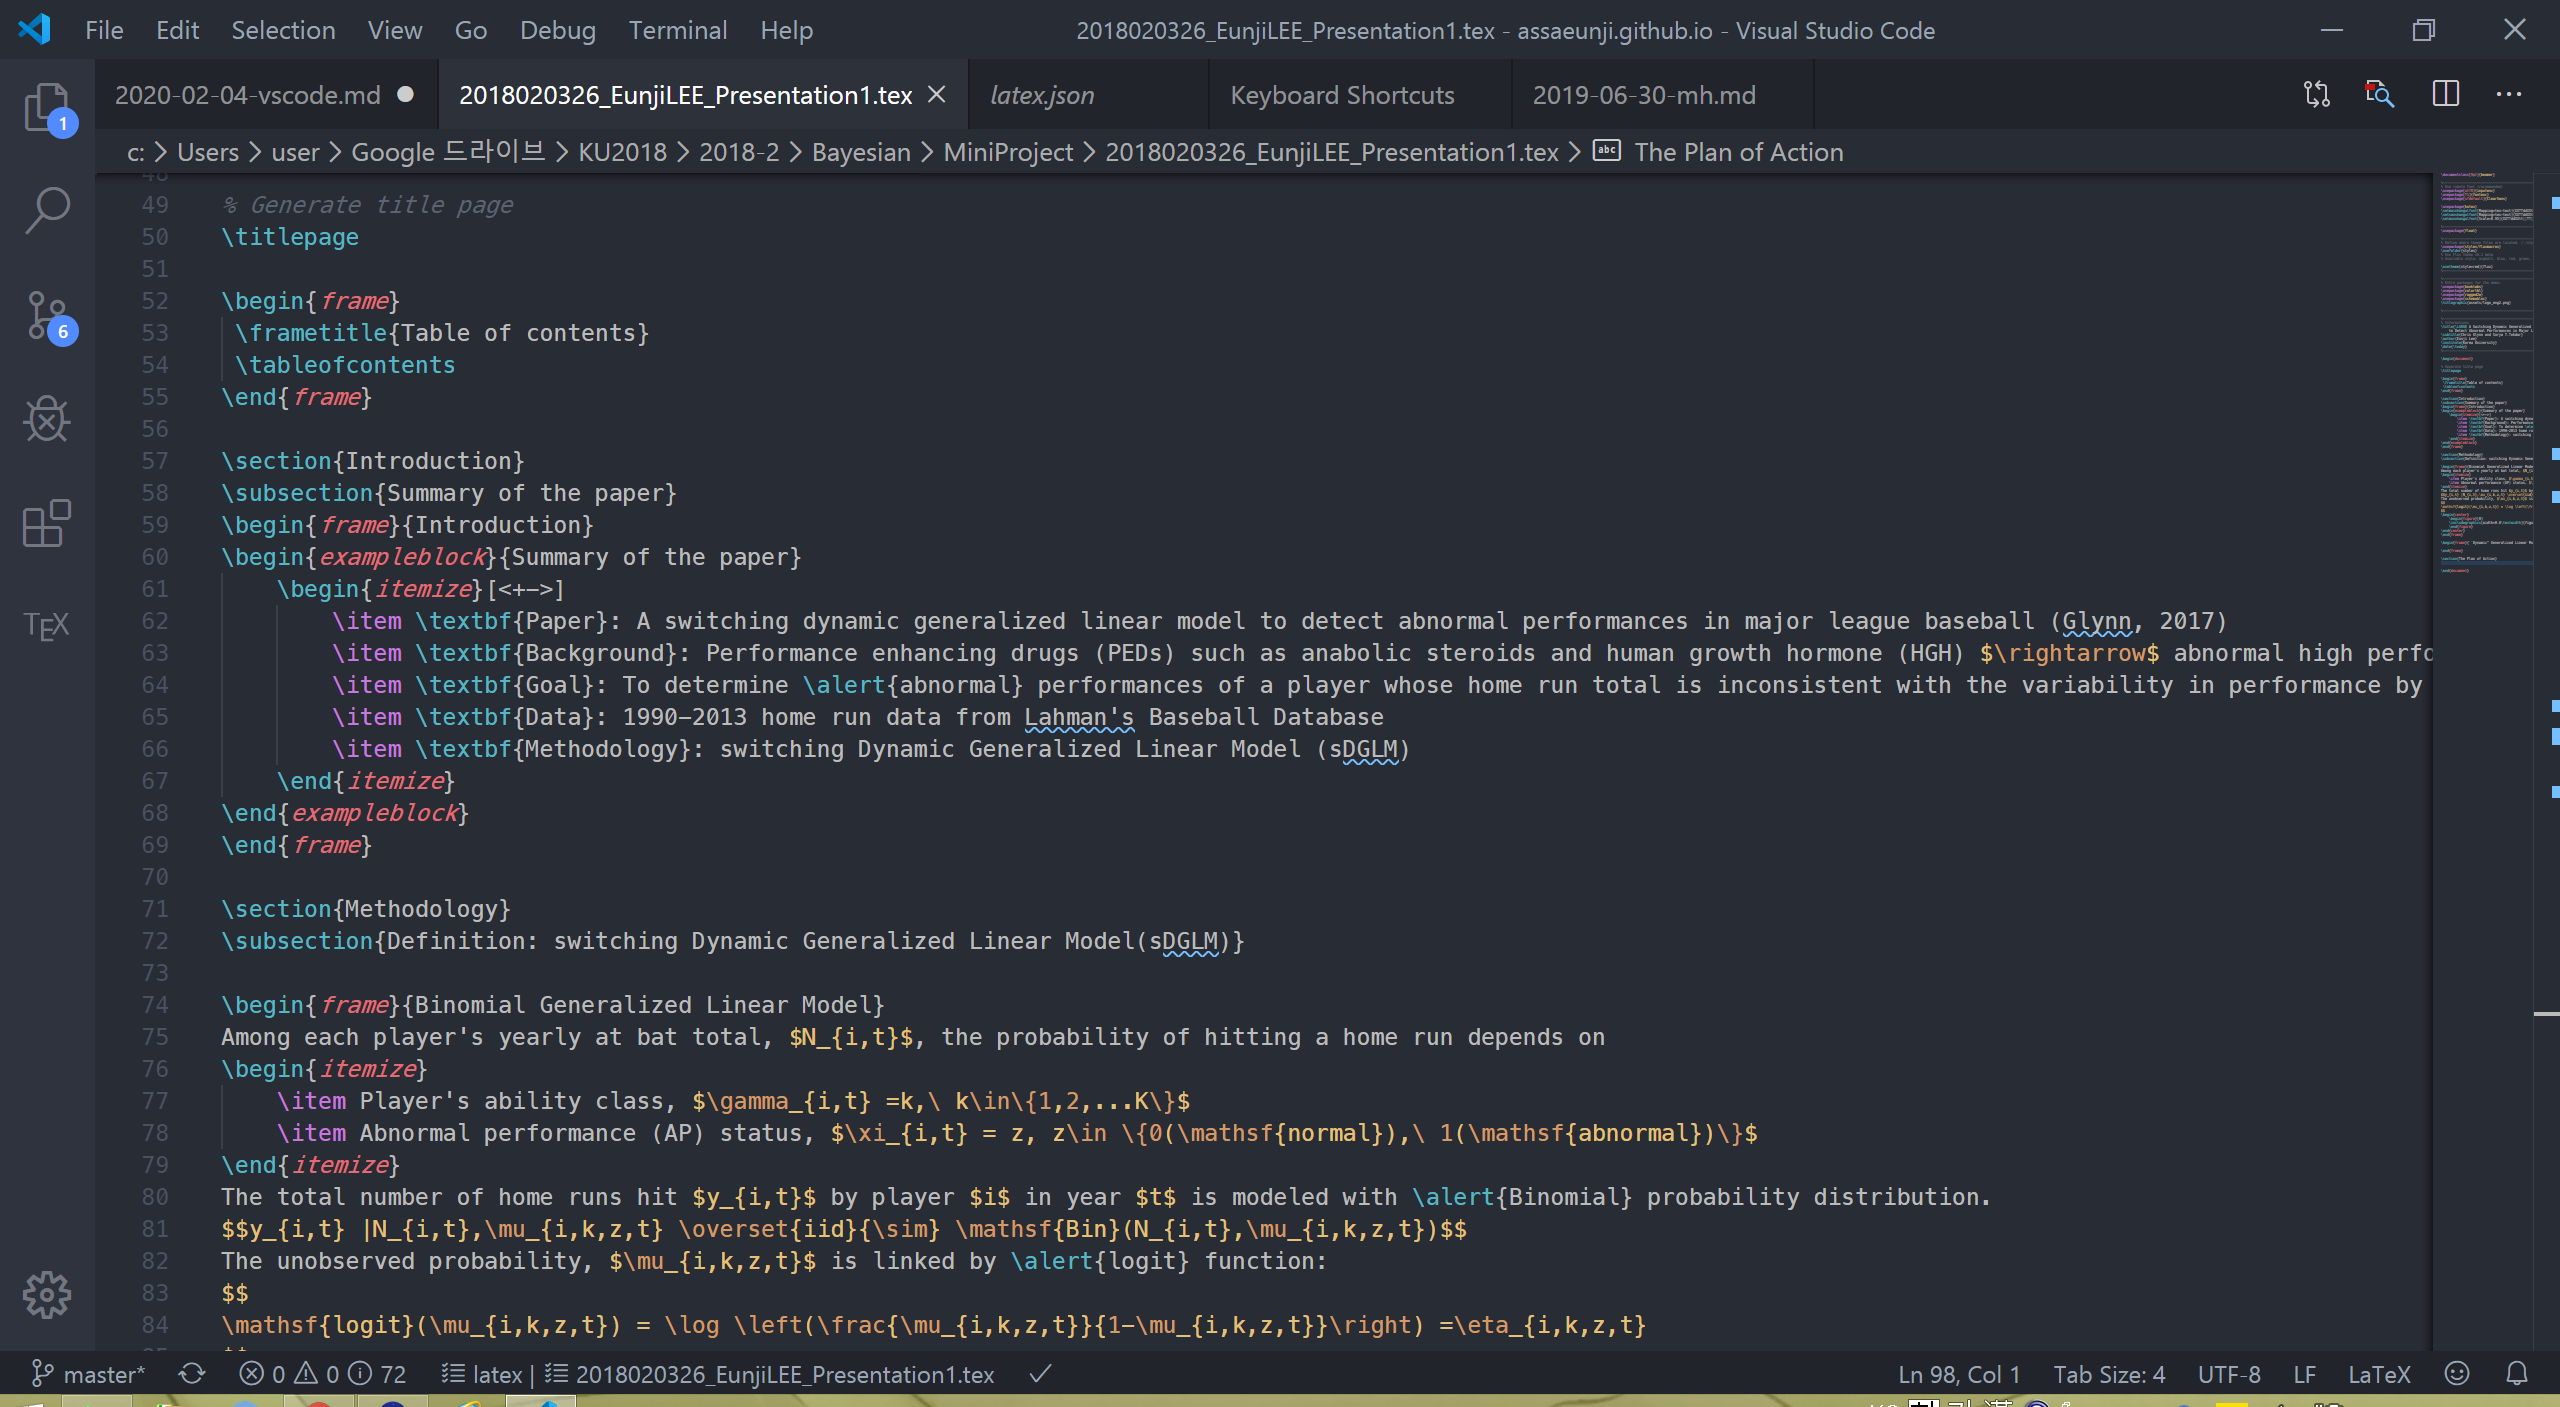 File Edit Selection View Go Debug Terminal Help 2018020326_EunjiLEE_Presentation1.tex - assaeunji.github.io - Visual Studio Code
2020-02-04-vscode.md 2018020326_EunjiLEE_Presentation1.tex latex.json Keyboard Shortcuts 2019-06-30-mh.md
c: > Users > user > Google 드라이브 > KU2018 > 2018-2 > Bayesian > MiniProject > 2018020326_EunjiLEE_Presentation1.tex > abc The Plan of Action
1
6
TEX
48
49 % Generate title page
50 \titlepage
51
52 \begin{frame}
53 \frametitle{Table of contents}
54 \tableofcontents
55 \end{frame}
56
57 \section{Introduction}
58 \subsection{Summary of the paper}
59 \begin{frame}{Introduction}
60 \begin{exampleblock}{Summary of the paper}
61 \begin{itemize}[<+->]
62 \item \textbf{Paper}: A switching dynamic generalized linear model to detect abnormal performances in major league baseball (Glynn, 2017)
63 \item \textbf{Background}: Performance enhancing drugs (PEDs) such as anabolic steroids and human growth hormone (HGH) $\rightarrow$ abnormal high perfo
64 \item \textbf{Goal}: To determine \alert{abnormal} performances of a player whose home run total is inconsistent with the variability in performance by
65 \item \textbf{Data}: 1990-2013 home run data from Lahman's Baseball Database
66 \item \textbf{Methodology}: switching Dynamic Generalized Linear Model (sDGLM)
67 \end{itemize}
68 \end{exampleblock}
69 \end{frame}
70
71 \section{Methodology}
72 \subsection{Definition: switching Dynamic Generalized Linear Model(sDGLM)}
73
74 \begin{frame}{Binomial Generalized Linear Model}
75 Among each player's yearly at bat total, $N_{i,t}$, the probability of hitting a home run depends on
76 \begin{itemize}
77 \item Player's ability class, $\gamma_{i,t} =k,\ k\in\{1,2,...K\}$
78 \item Abnormal performance (AP) status, $\xi_{i,t} = z, z\in \{0(\mathsf{normal}),\ 1(\mathsf{abnormal})\}$
79 \end{itemize}
80 The total number of home runs hit $y_{i,t}$ by player $i$ in year $t$ is modeled with \alert{Binomial} probability distribution.
81 $$y_{i,t} |N_{i,t},\mu_{i,k,z,t} \overset{iid}{\sim} \mathsf{Bin}(N_{i,t},\mu_{i,k,z,t})$$
82 The unobserved probability, $\mu_{i,k,z,t}$ is linked by \alert{logit} function:
83 $$
84 \mathsf{logit}(\mu_{i,k,z,t}) = \log \left(\frac{\mu_{i,k,z,t}}{1-\mu_{i,k,z,t}}\right) =\eta_{i,k,z,t}
master* 0 0 72 latex | 2018020326_EunjiLEE_Presentation1.tex Ln 98, Col 1 Tab Size: 4 UTF-8 LF LaTeX